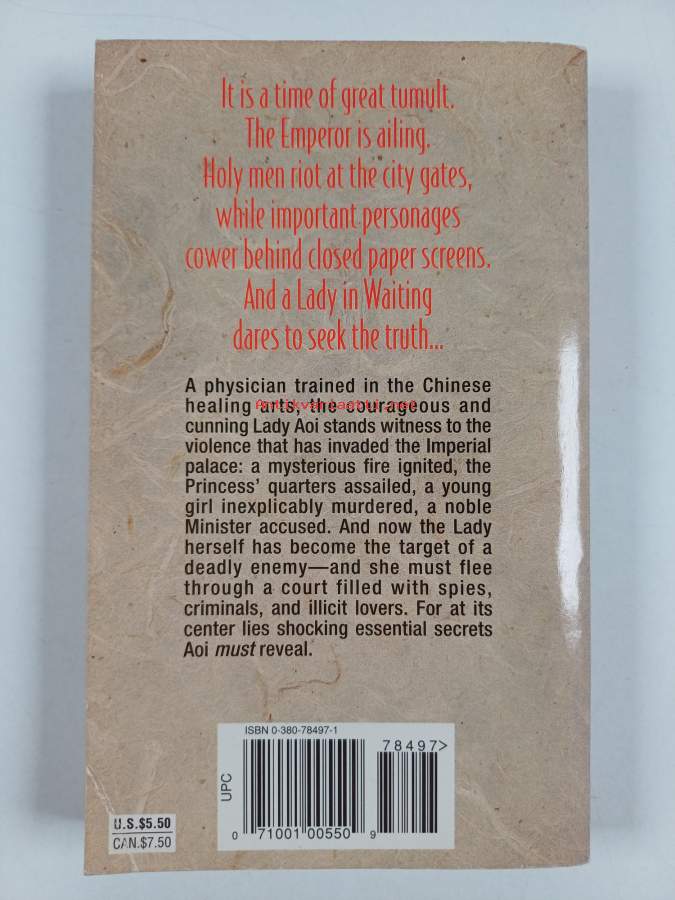 It is a time of great tumult.
The Emperor is ailing.
Holy men riot at the city gates,
while important personages
cower behind closed paper screens.
And a Lady in Waiting
dares to seek the truth...
A physician trained in the Chinese
healing arts, the courageous and
Antikvariaatti.net
cunning Lady Aoi stands witness to the
violence that has invaded the Imperial
palace: a mysterious fire ignited, the
Princess' quarters assailed, a young
girl inexplicably murdered, a noble
Minister accused. And now the Lady
herself has become the target of a
deadly enemy—and she must flee
through a court filled with spies,
criminals, and illicit lovers. For at its
center lies shocking essential secrets
Aoi must reveal.
ISBN 0-380-78497-1
78497>
UPC
0 71001 00550 9
U.S.$5.50
CAN.$7.50